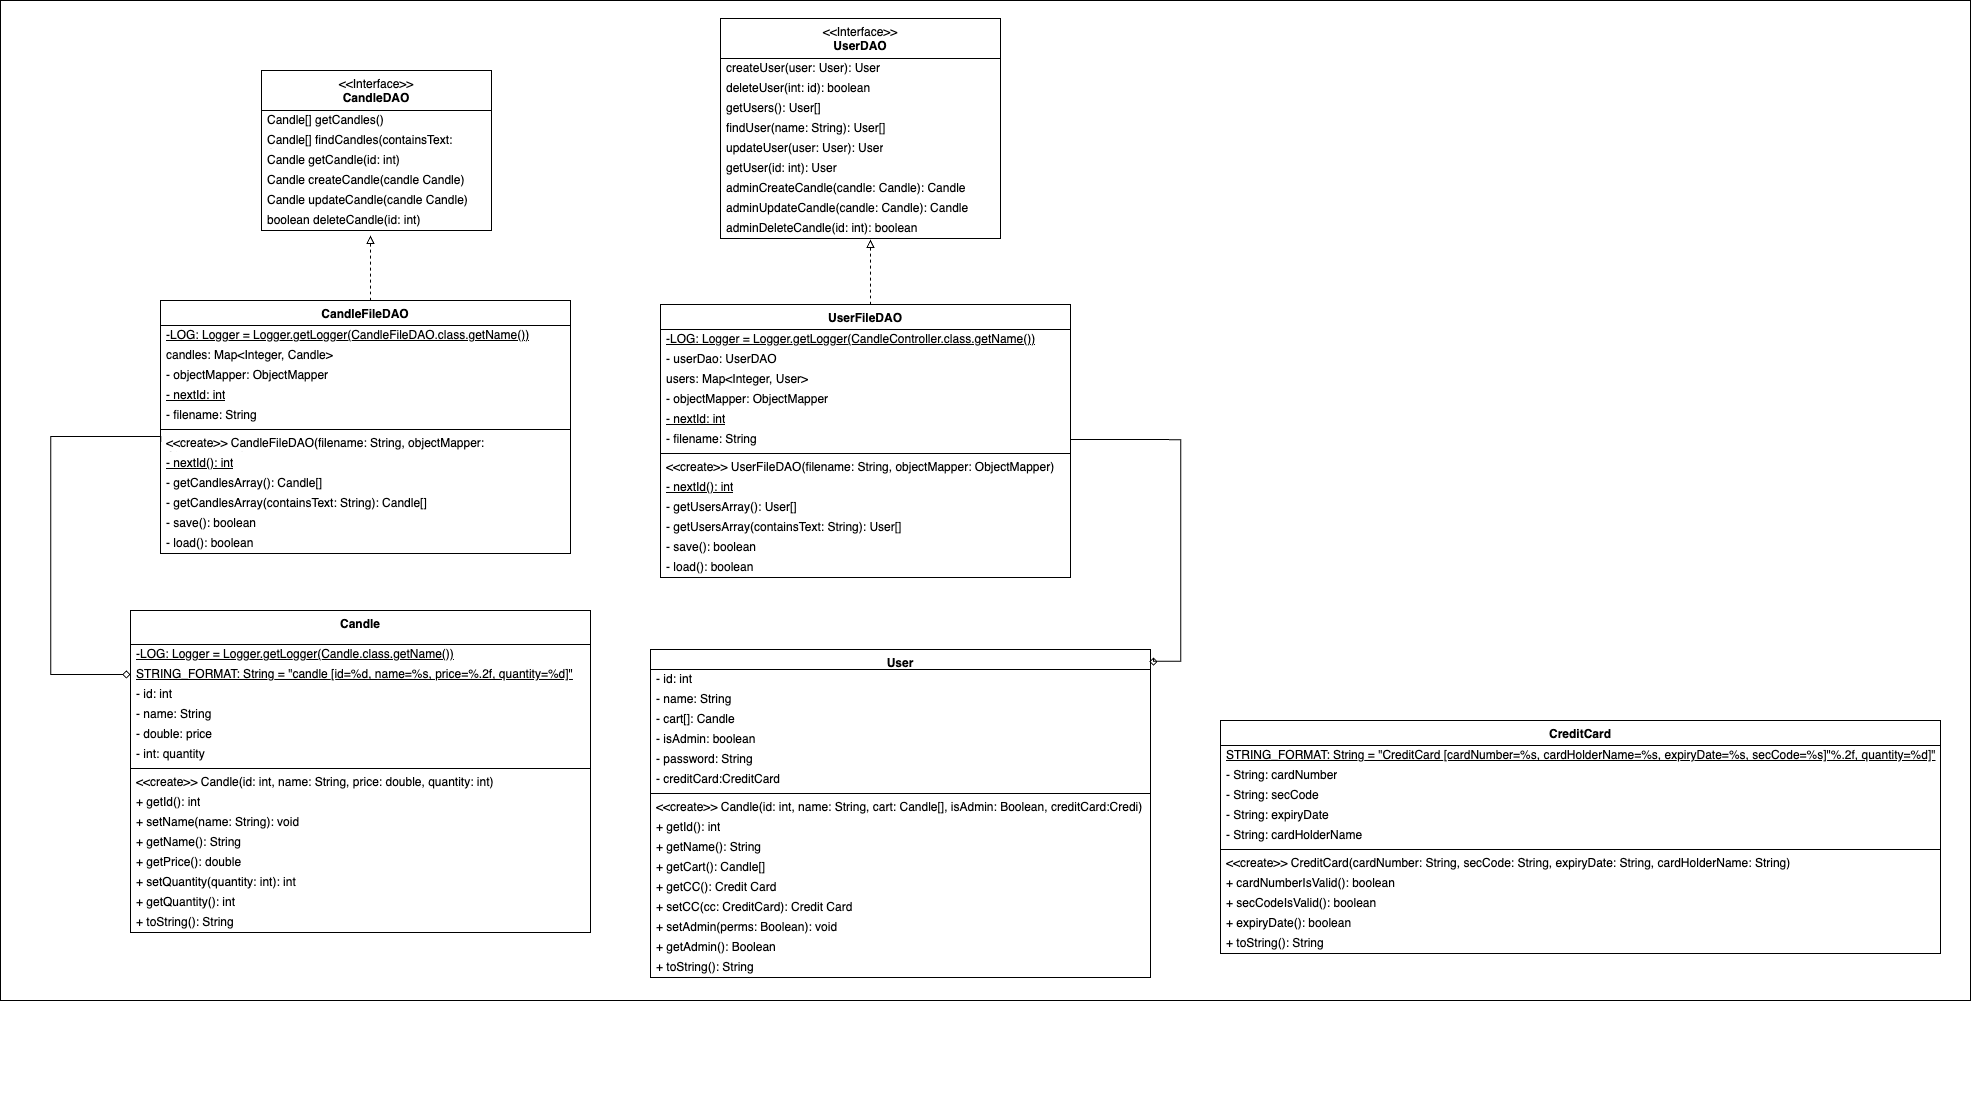 <<Interface>>
CandleDAO
Candle[] getCandles()
Candle[] findCandles(containsText:
Candle getCandle(id: int)
Candle createCandle(candle Candle)
Candle updateCandle(candle Candle)
boolean deleteCandle(id: int)
<<Interface>>
UserDAO
createUser(user: User): User
deleteUser(int: id): boolean
getUsers(): User[]
findUser(name: String): User[]
updateUser(user: User): User
getUser(id: int): User
adminCreateCandle(candle: Candle): Candle
adminUpdateCandle(candle: Candle): Candle
adminDeleteCandle(id: int): boolean
CandleFileDAO
-LOG: Logger = Logger.getLogger(CandleFileDAO.class.getName())
candles: Map<Integer, Candle>
- objectMapper: ObjectMapper
- nextId: int
- filename: String
<<create>> CandleFileDAO(filename: String, objectMapper:
- nextId(): int
- getCandlesArray(): Candle[]
- getCandlesArray(containsText: String): Candle[]
- save(): boolean
- load(): boolean
UserFileDAO
-LOG: Logger = Logger.getLogger(CandleController.class.getName())
- userDao: UserDAO
users: Map<Integer, User>
- objectMapper: ObjectMapper
- nextId: int
- filename: String
<<create>> UserFileDAO(filename: String, objectMapper: ObjectMapper)
- nextId(): int
- getUsersArray(): User[]
- getUsersArray(containsText: String): User[]
- save(): boolean
- load(): boolean
Candle
-LOG: Logger = Logger.getLogger(Candle.class.getName())
STRING_FORMAT: String = "candle [id=%d, name=%s, price=%.2f, quantity=%d]"
- id: int
- name: String
- double: price
- int: quantity
<<create>> Candle(id: int, name: String, price: double, quantity: int)
+ getId(): int
+ setName(name: String): void
+ getName(): String
+ getPrice(): double
+ setQuantity(quantity: int): int
+ getQuantity(): int
+ toString(): String
User
- id: int
- name: String
- cart[]: Candle
- isAdmin: boolean
- password: String
- creditCard:CreditCard
<<create>> Candle(id: int, name: String, cart: Candle[], isAdmin: Boolean, creditCard:Credi)
+ getId(): int
+ getName(): String
+ getCart(): Candle[]
+ getCC(): Credit Card
+ setCC(cc: CreditCard): Credit Card
+ setAdmin(perms: Boolean): void
+ getAdmin(): Boolean
+ toString(): String
CreditCard
STRING_FORMAT: String = "CreditCard [cardNumber=%s, cardHolderName=%s, expiryDate=%s, secCode=%s]"%.2f, quantity=%d]"
- String: cardNumber
- String: secCode
- String: expiryDate
- String: cardHolderName
<<create>> CreditCard(cardNumber: String, secCode: String, expiryDate: String, cardHolderName: String)
+ cardNumberIsValid(): boolean
+ secCodeIsValid(): boolean
+ expiryDate(): boolean
+ toString(): String